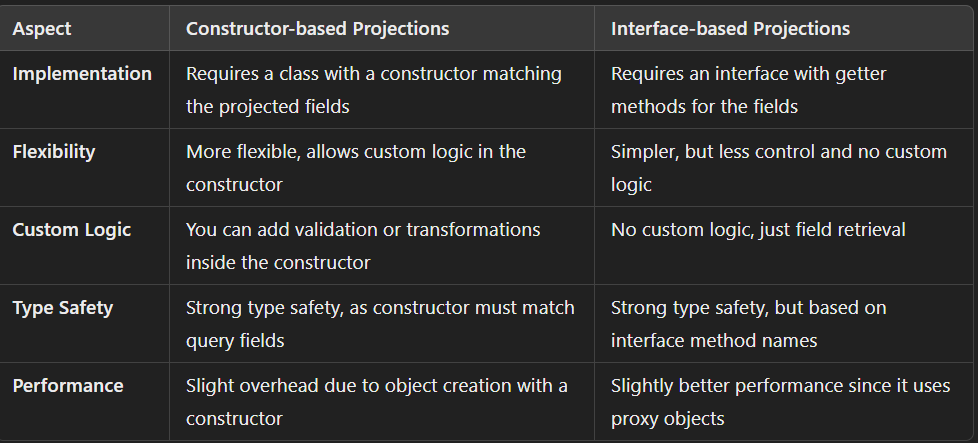 Aspect Constructor-based Projections Interface-based Projections
Implementation Requires a class with a constructor matching Requires an interface with getter
the projected fields methods for the fields
Flexibility More flexible, allows custom logic in the Simpler, but less control and no custom
constructor logic
Custom Logic You can add validation or transformations No custom logic, just field retrieval
inside the constructor
Type Safety Strong type safety, as constructor must match Strong type safety, but based on
query fields interface method names
Performance Slight overhead due to object creation with a Slightly better performance since it uses
constructor proxy objects